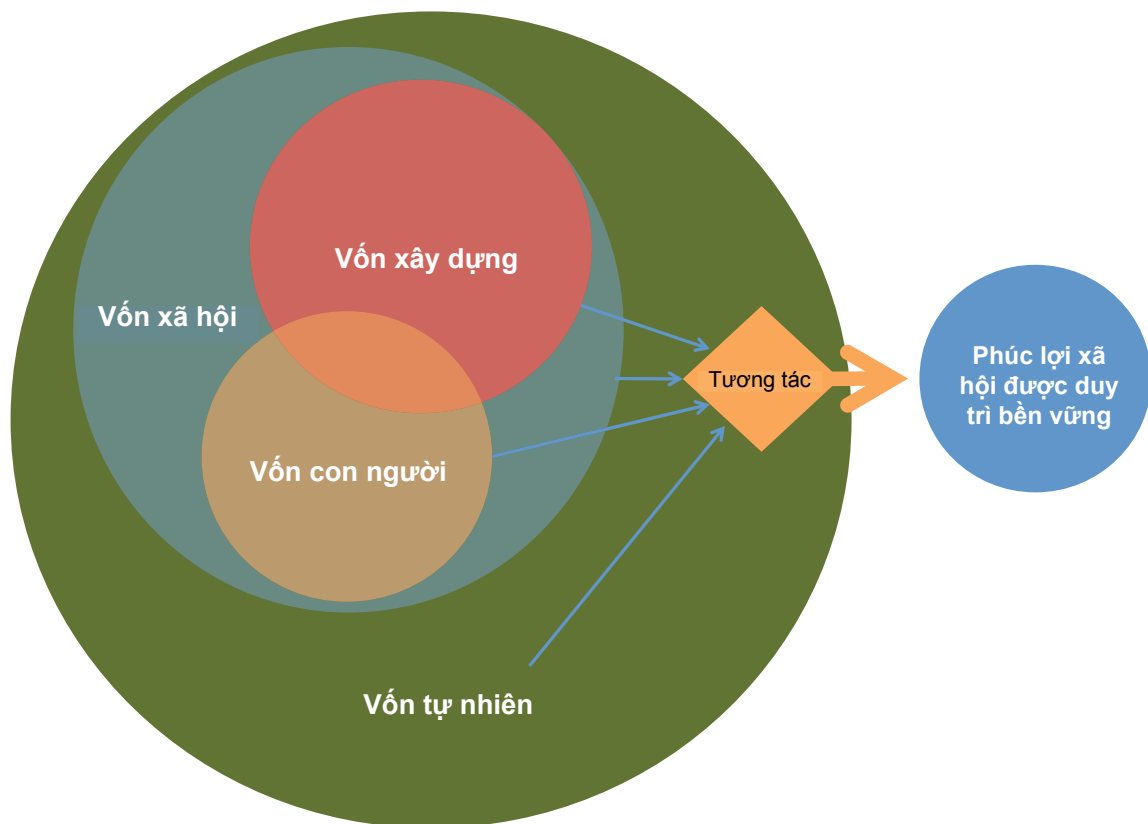 Vốn xây dựng
Vốn xã hội
Tương tác
Phúc lợi xã
hội được duy
trì bền vững
Vốn con người
Vốn tự nhiên